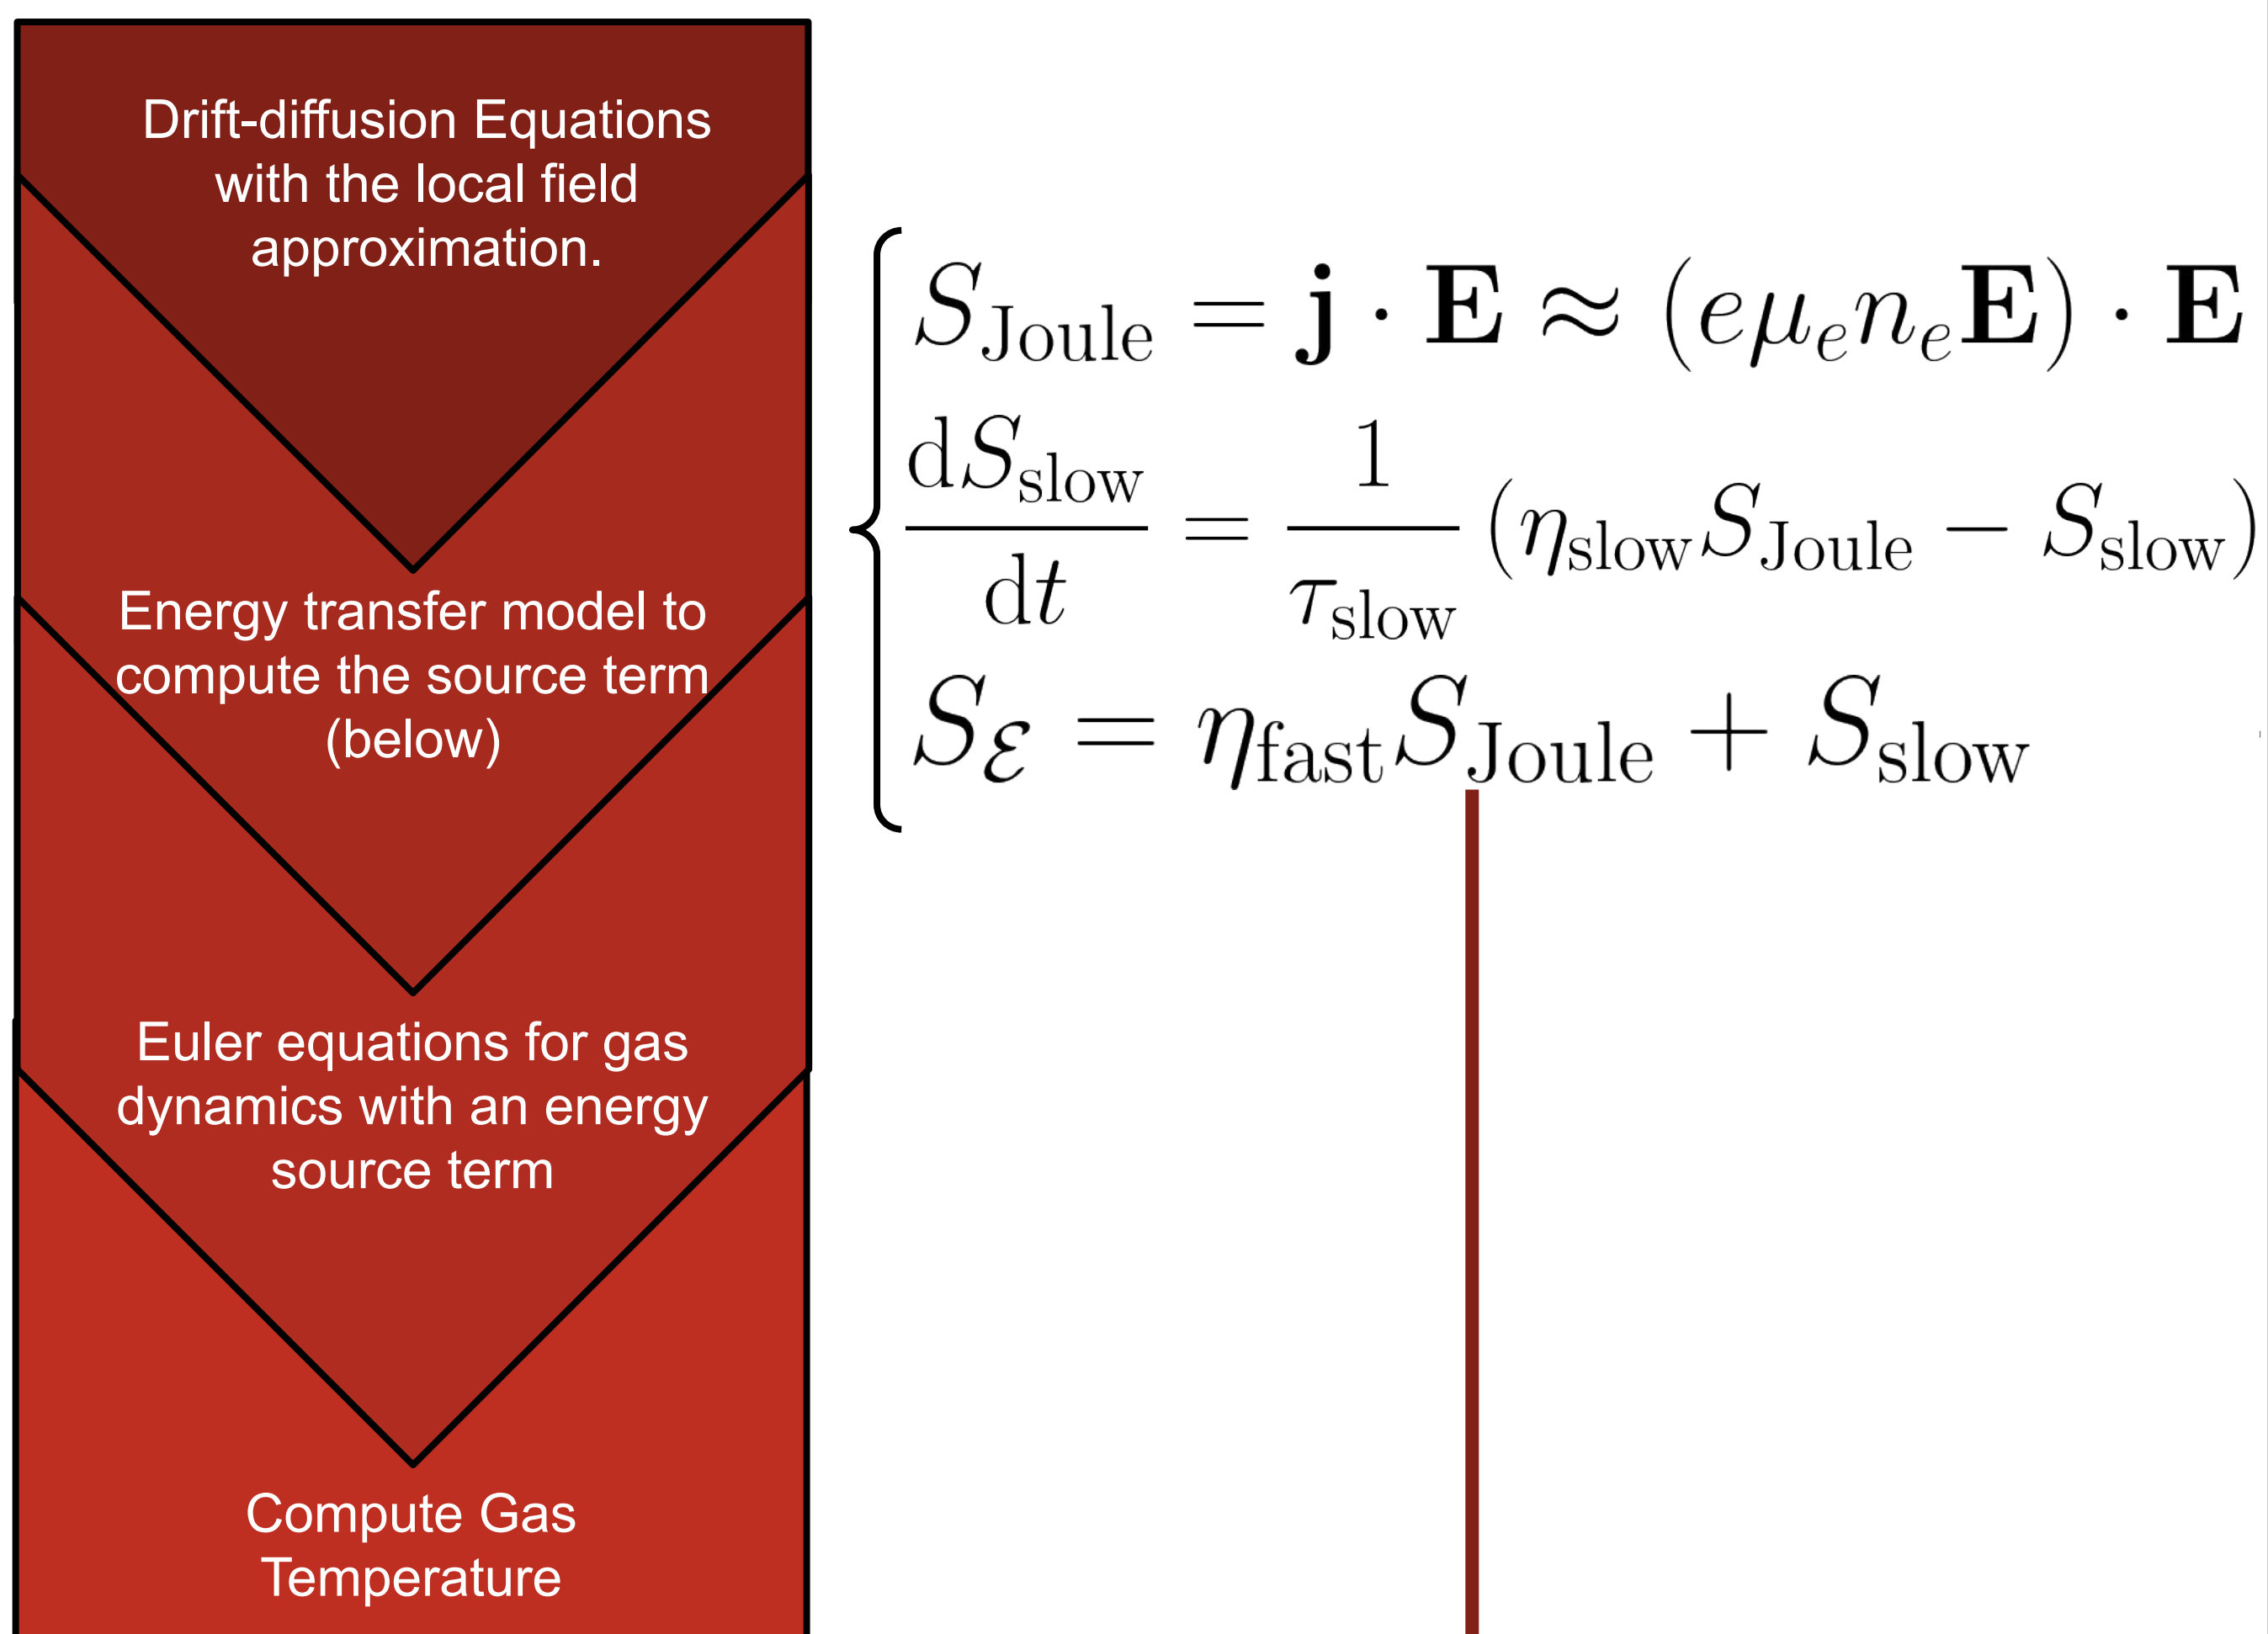 Drift-diffusion Equations
with the local field
approximation.
Energy transfer model to
compute the source term
(below)
Euler equations for gas
dynamics with an energy
source term
Compute Gas
Temperature
S_Joule = j · E ≈ (eμ_e n_e E) · E
dS_slow/dt = 1/τ_slow (η_slow S_Joule − S_slow)
S_ℰ = η_fast S_Joule + S_slow